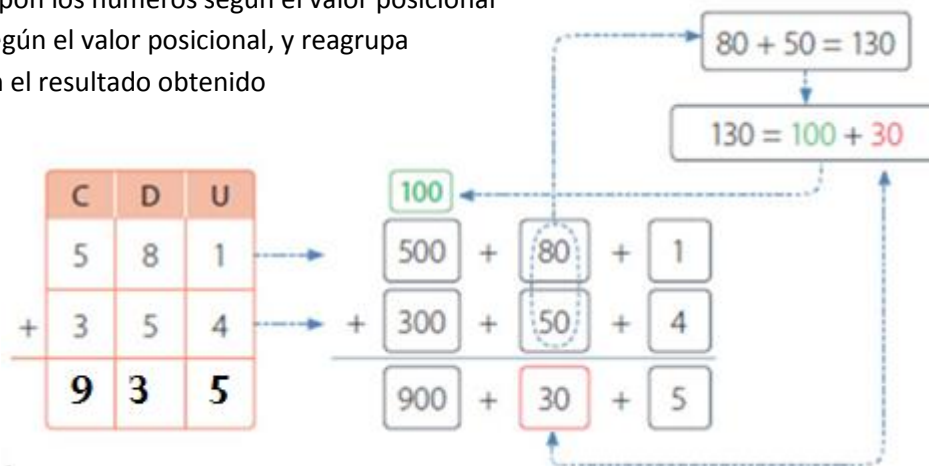 pon los números según el valor posicional
egún el valor posicional, y reagrupa
el resultado obtenido
80 + 50 = 130
130 = 100 + 30
C D U
5 8 1
+ 3 5 4
9 3 5
100
500 + 80 + 1
+ 300 + 50 + 4
900 + 30 + 5